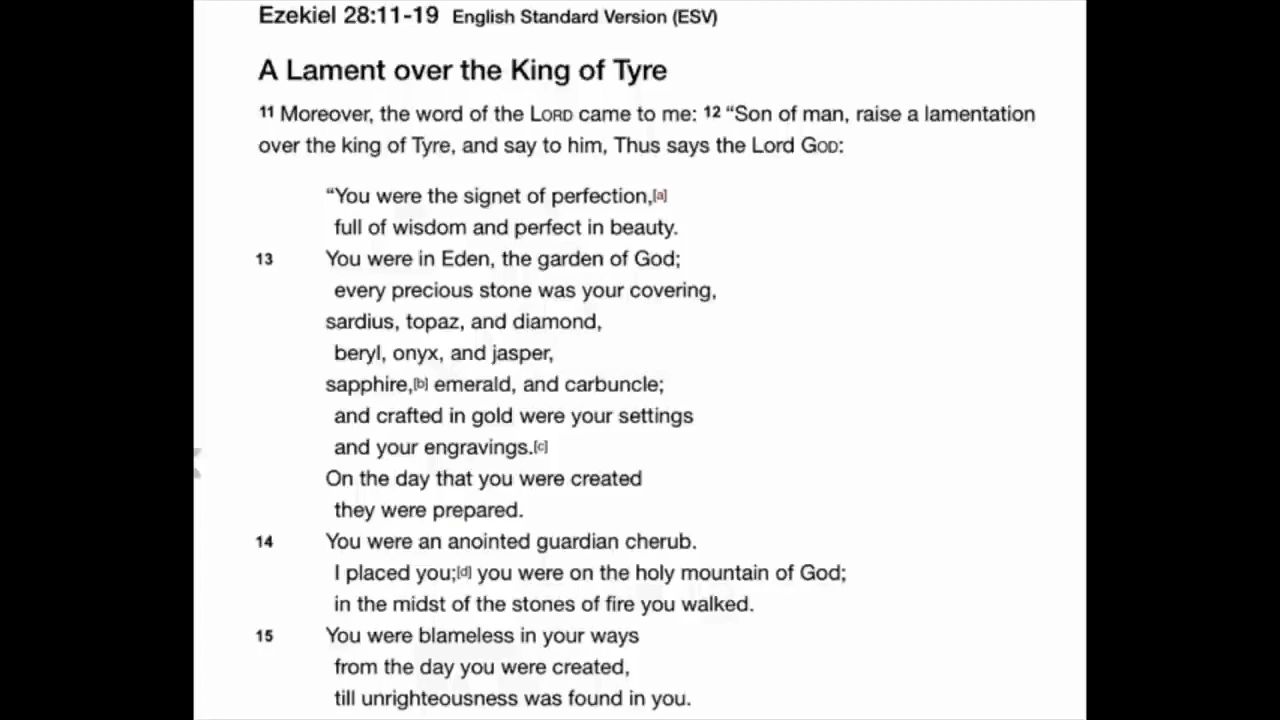 Ezekiel 28:11-19 English Standard Version (ESV)
A Lament over the King of Tyre
11 Moreover, the word of the LORD came to me: 12 “Son of man, raise a lamentation
over the king of Tyre, and say to him, Thus says the Lord GOD:
“You were the signet of perfection,[a]
full of wisdom and perfect in beauty.
13 You were in Eden, the garden of God;
every precious stone was your covering,
sardius, topaz, and diamond,
beryl, onyx, and jasper,
sapphire,[b] emerald, and carbuncle;
and crafted in gold were your settings
and your engravings.[c]
On the day that you were created
they were prepared.
14 You were an anointed guardian cherub.
I placed you;[d] you were on the holy mountain of God;
in the midst of the stones of fire you walked.
15 You were blameless in your ways
from the day you were created,
till unrighteousness was found in you.